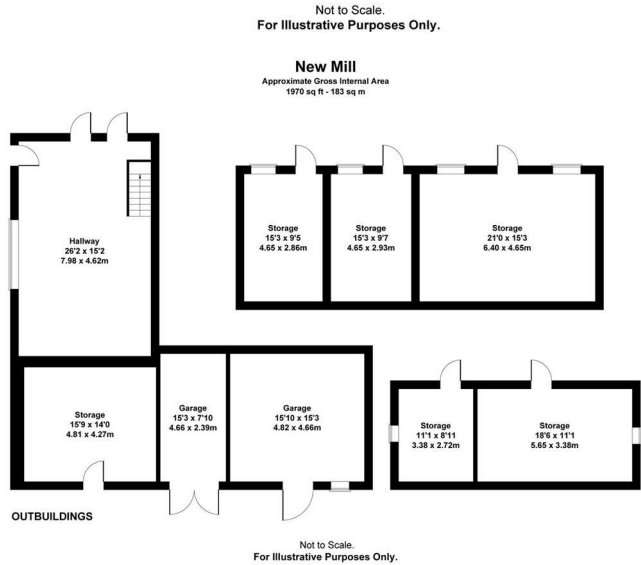 Not to Scale.
For Illustrative Purposes Only.
New Mill
Approximate Gross Internal Area
1970 sq ft - 183 sq m
Hallway
26'2 x 15'2
7.98 x 4.62m
Storage
15'3 x 9'5
4.65 x 2.86m
Storage
15'3 x 9'7
4.65 x 2.93m
Storage
21'0 x 15'3
6.40 x 4.65m
Storage
15'9 x 14'0
4.81 x 4.27m
Garage
15'3 x 7'10
4.66 x 2.39m
Garage
15'10 x 15'3
4.82 x 4.66m
Storage
11'1 x 8'11
3.38 x 2.72m
Storage
18'6 x 11'1
5.65 x 3.38m
OUTBUILDINGS
Not to Scale.
For Illustrative Purposes Only.